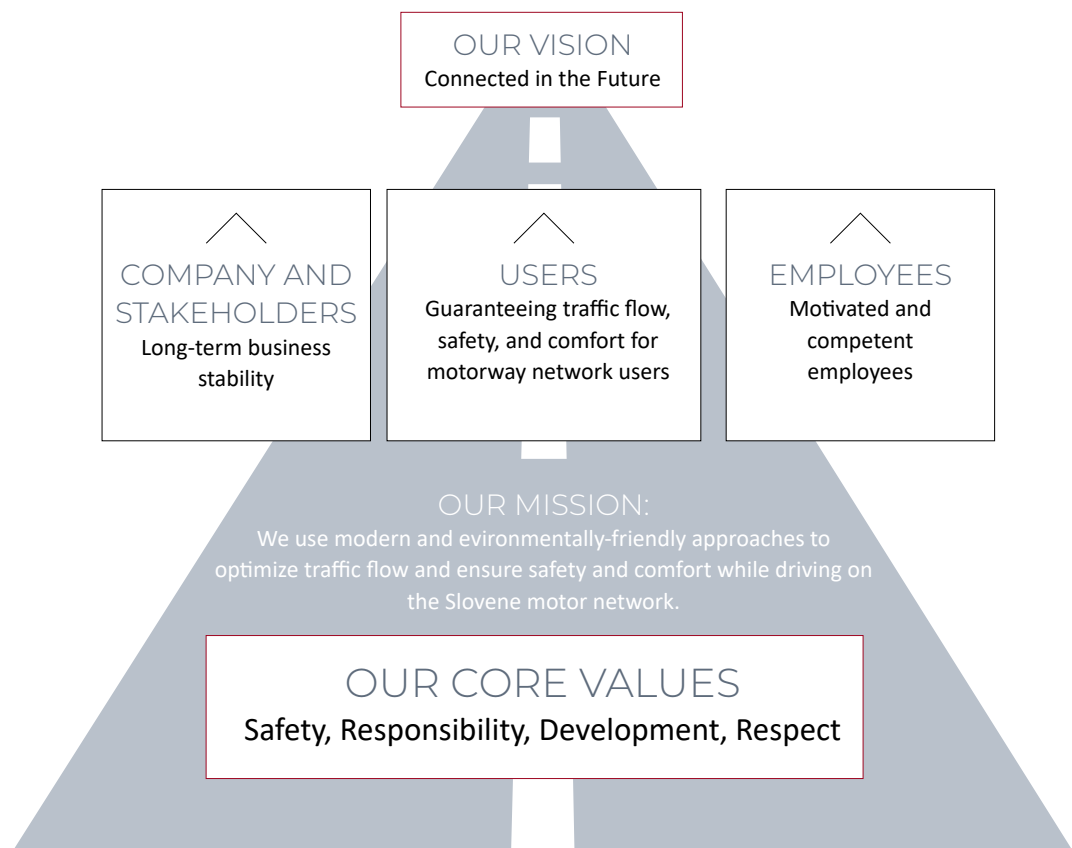 OUR VISION
Connected in the Future
COMPANY AND
STAKEHOLDERS
Long-term business
stability
USERS
Guaranteeing traffic flow,
safety, and comfort for
motorway network users
EMPLOYEES
Motivated and
competent
employees
OUR MISSION:
We use modern and evironmentally-friendly approaches to
optimize traffic flow and ensure safety and comfort while driving on
the Slovene motor network.
OUR CORE VALUES
Safety, Responsibility, Development, Respect